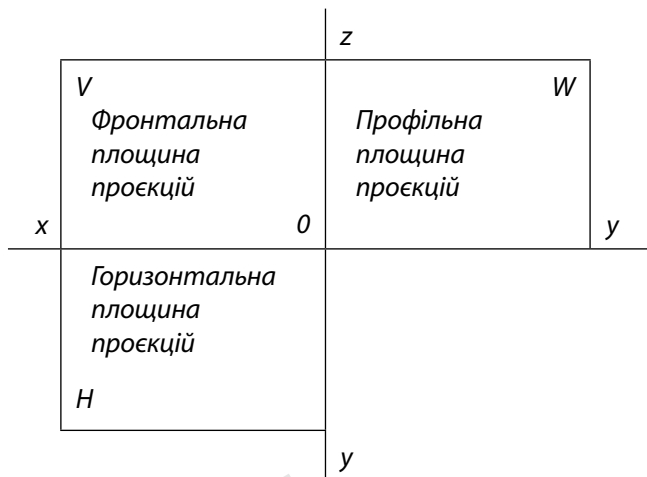 z
V
W
Фронтальна
площина
проєкцій
Профільна
площина
проєкцій
x
0
y
Горизонтальна
площина
проєкцій
H
y